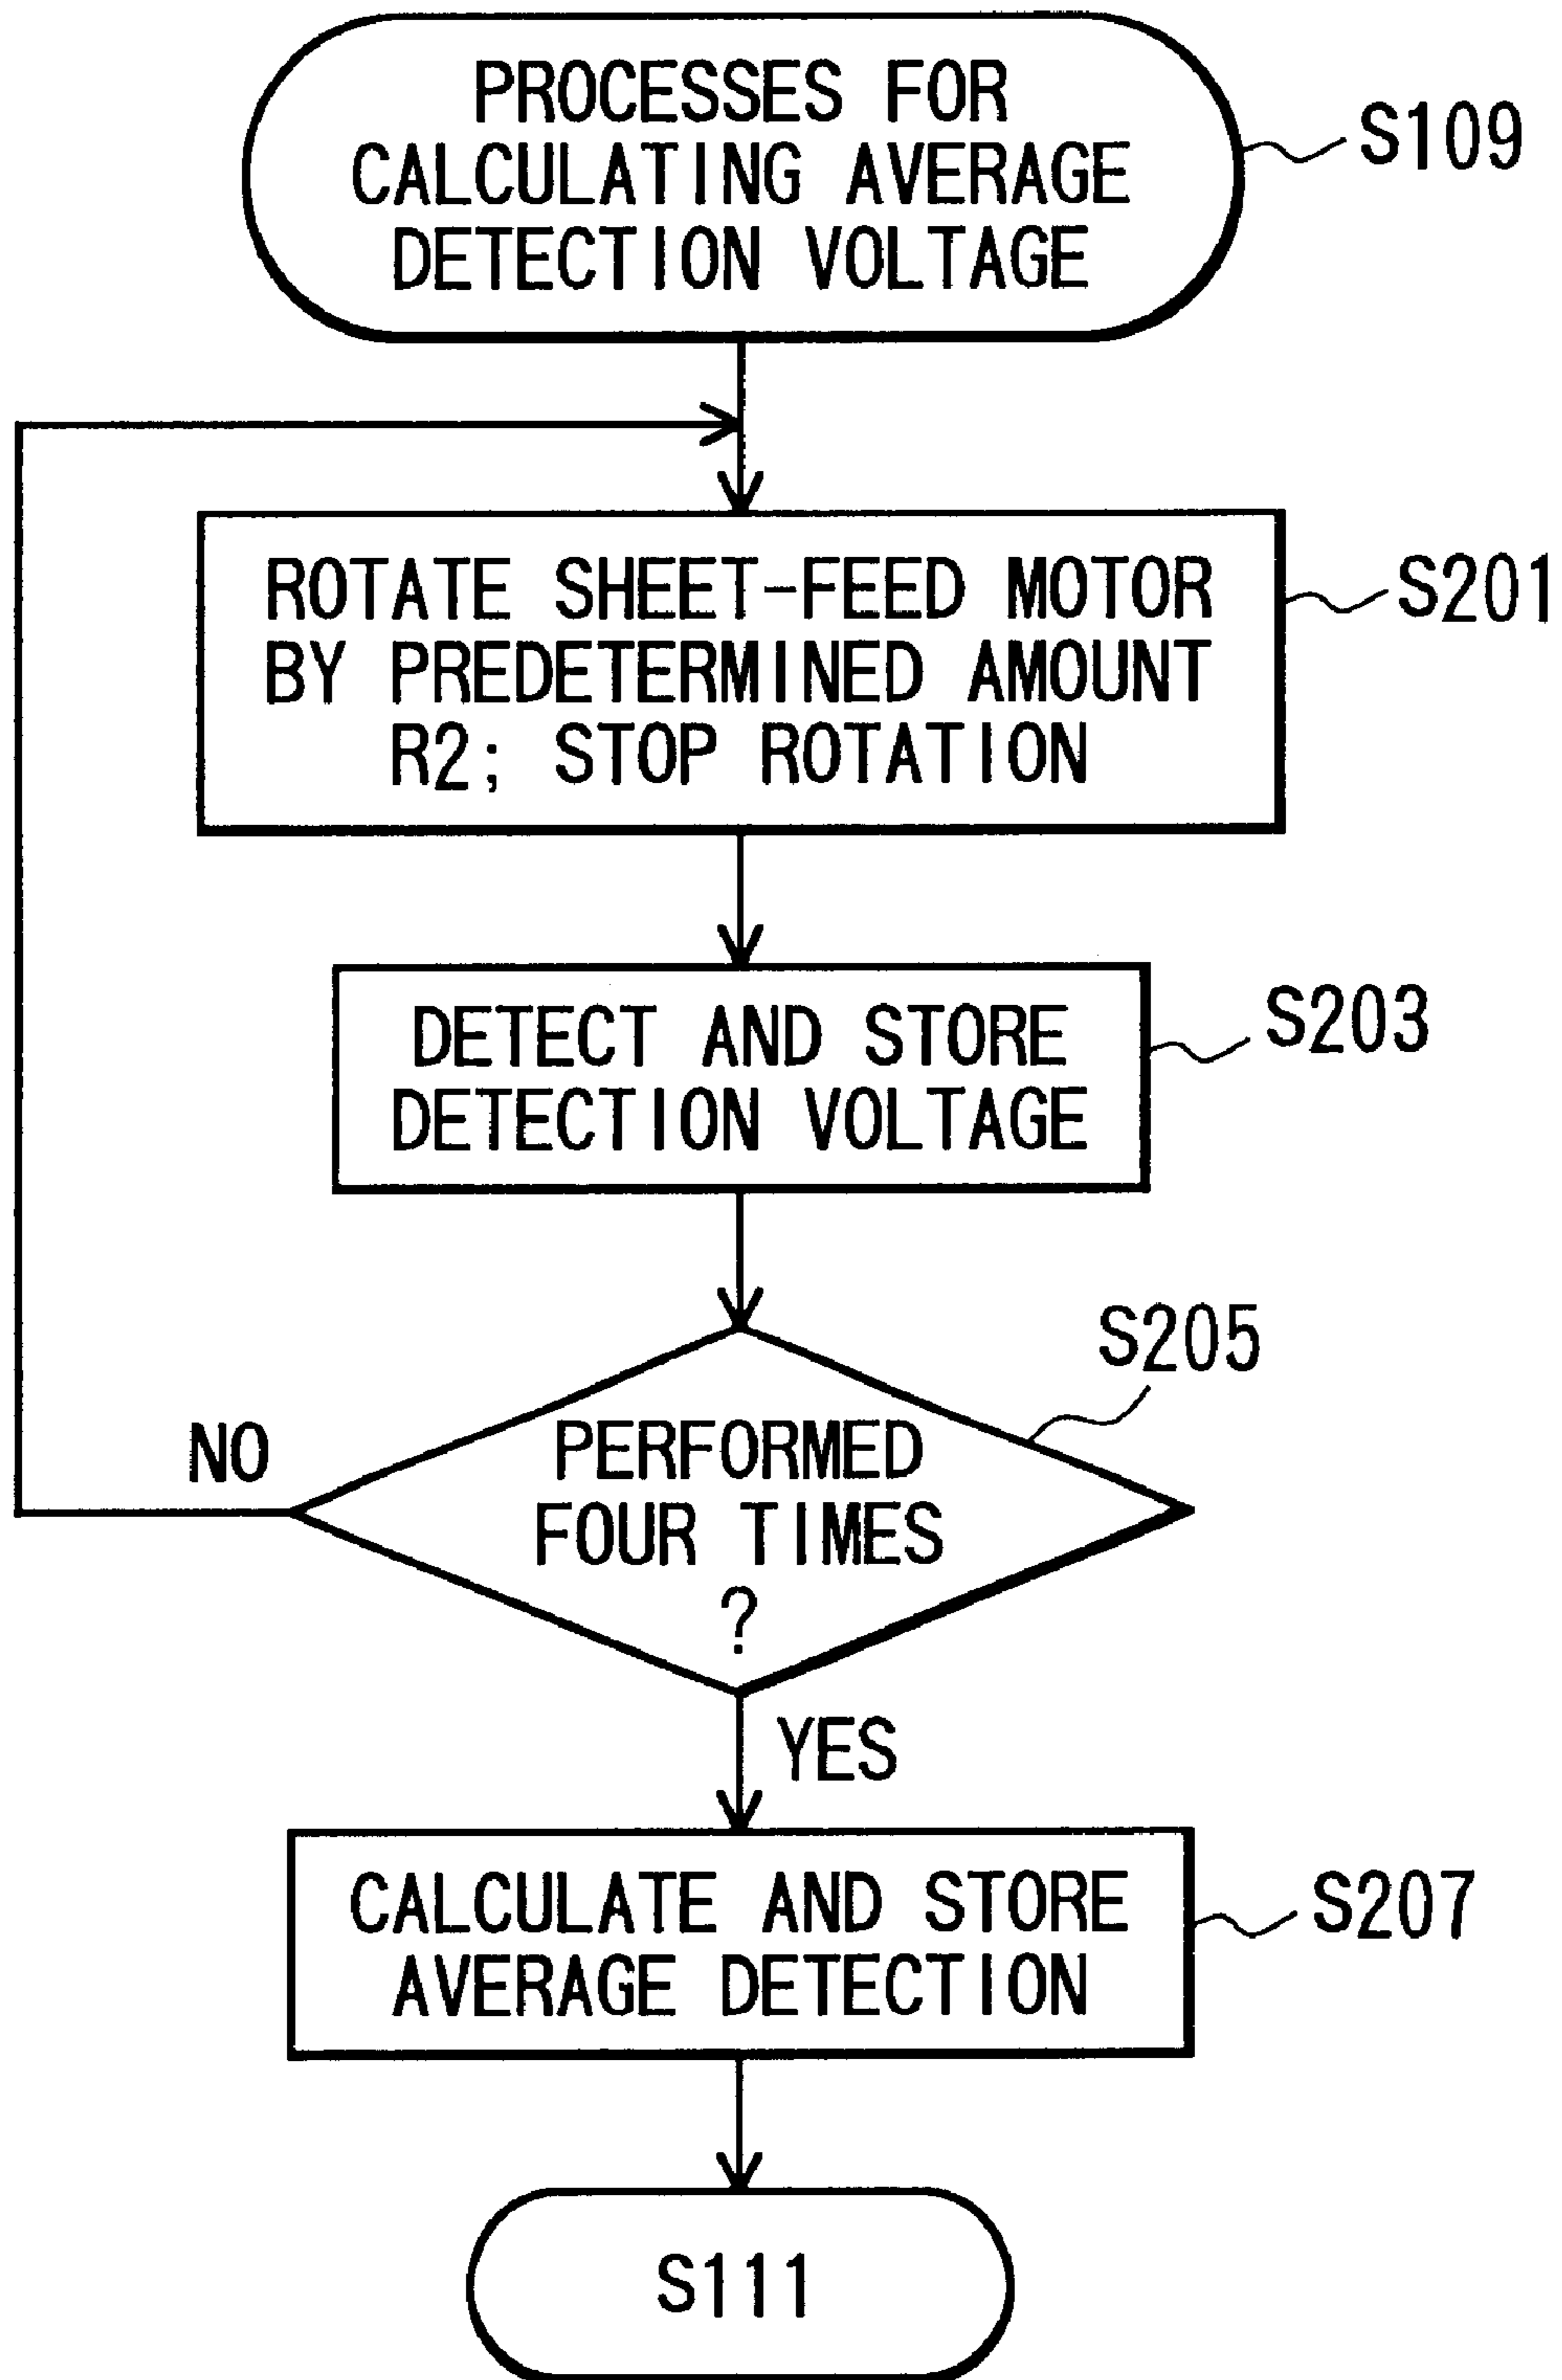 PROCESSES FOR
CALCULATING AVERAGE
DETECTION VOLTAGE
S109
ROTATE SHEET-FEED MOTOR
BY PREDETERMINED AMOUNT
R2; STOP ROTATION
S201
DETECT AND STORE
DETECTION VOLTAGE
S203
S205
PERFORMED
FOUR TIMES
?
NO
YES
CALCULATE AND STORE
AVERAGE DETECTION
S207
S111